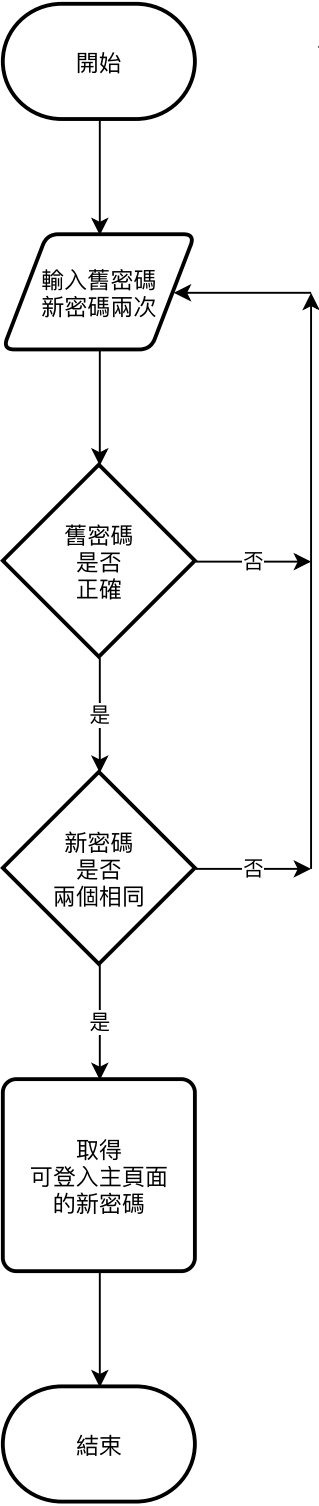 開始
輸入舊密碼
新密碼兩次
舊密碼
是否
正確
否
是
新密碼
是否
兩個相同
否
是
取得
可登入主頁面
的新密碼
結束